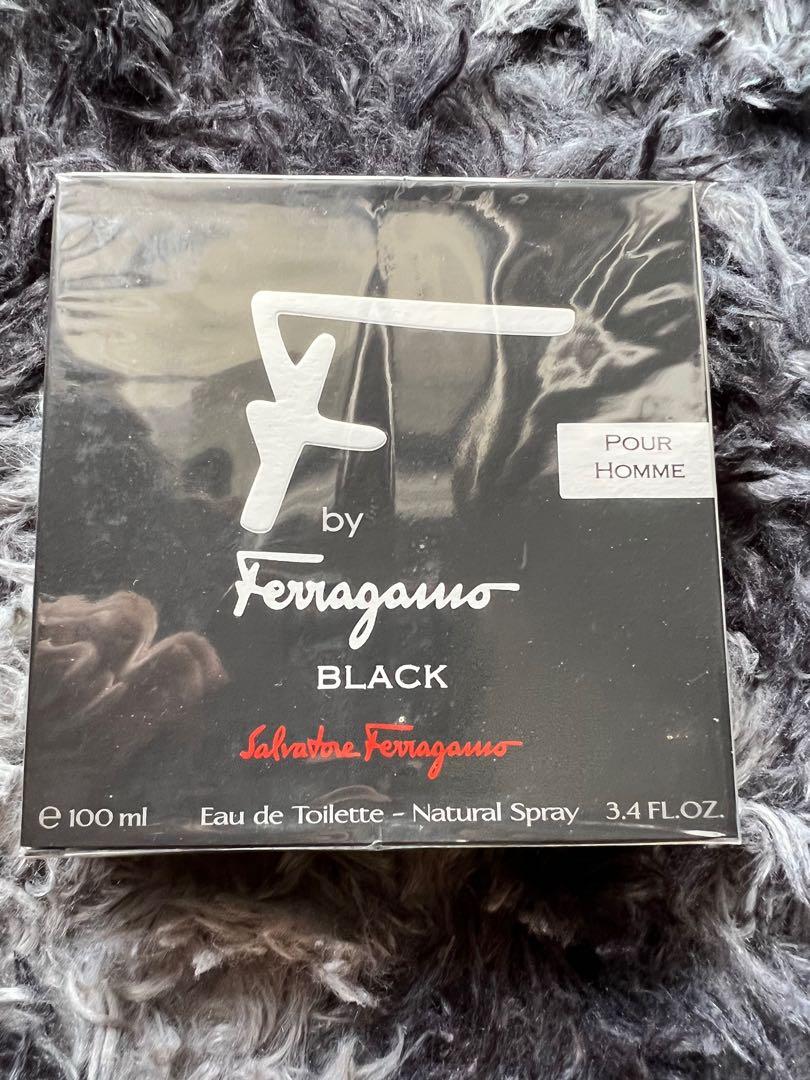 F
POUR
HOMME
by
Ferragamo
BLACK
Salvatore Ferragamo
e 100 ml Eau de Toilette - Natural Spray 3.4 FL.OZ.